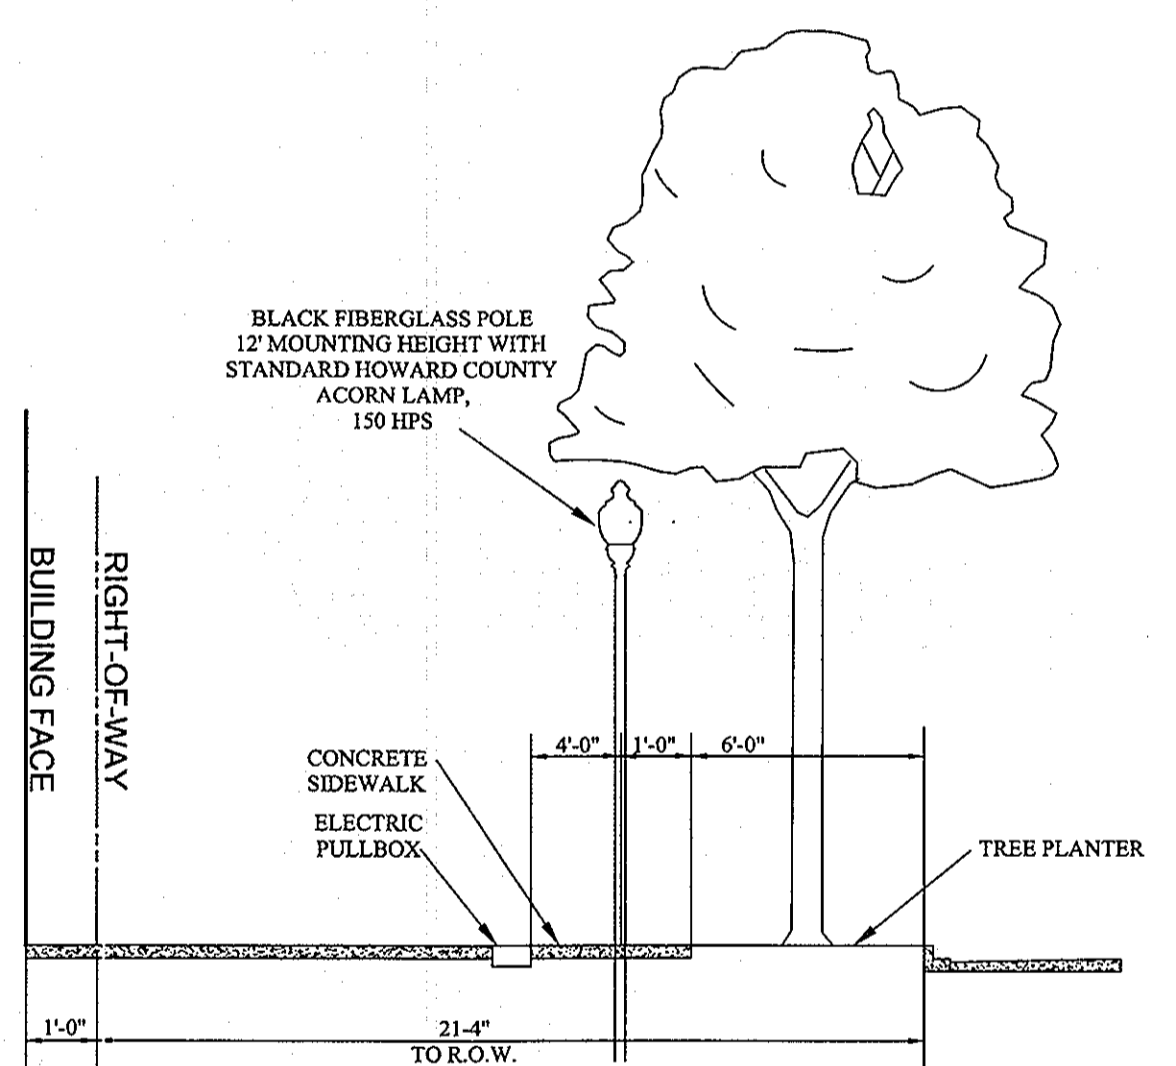 BLACK FIBERGLASS POLE
12' MOUNTING HEIGHT WITH
STANDARD HOWARD COUNTY
ACORN LAMP,
150 HPS
BUILDING FACE
RIGHT-OF-WAY
4'-0"
1'-0"
6'-0"
CONCRETE
SIDEWALK
ELECTRIC
PULLBOX
TREE PLANTER
1'-0"
21-4"
TO R.O.W.